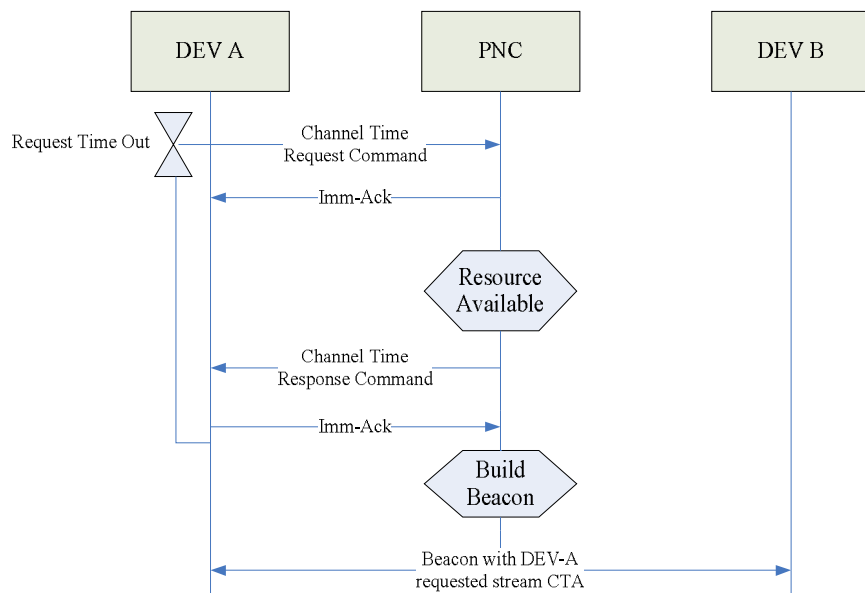 DEV A
PNC
DEV B
Request Time Out
Channel Time
Request Command
Imm-Ack
Resource
Available
Channel Time
Response Command
Imm-Ack
Build
Beacon
Beacon with DEV-A
requested stream CTA